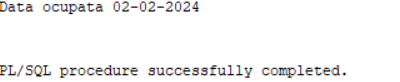 Data ocupata 02-02-2024
PL/SQL procedure successfully completed.